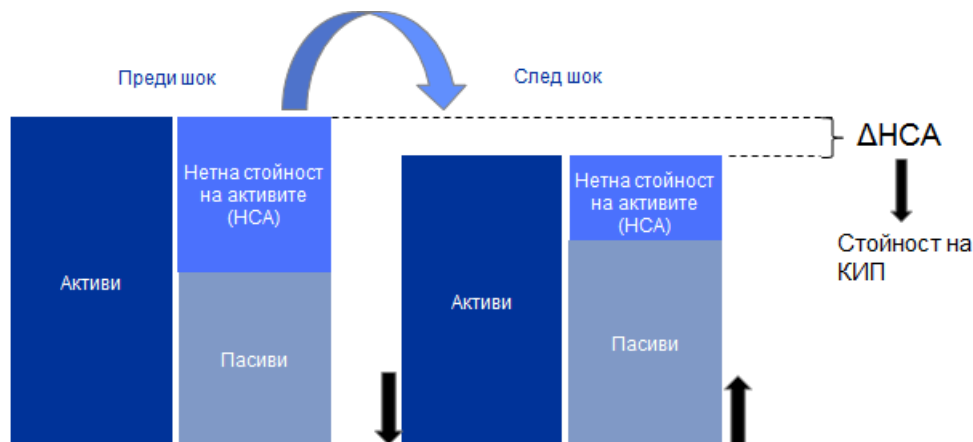 Преди шок
След шок
Активи
Нетна стойност
на активите
(НСА)
Пасиви
Активи
Нетна стойност
на активите
(НСА)
Пасиви
ΔНСА
Стойност на
КИП